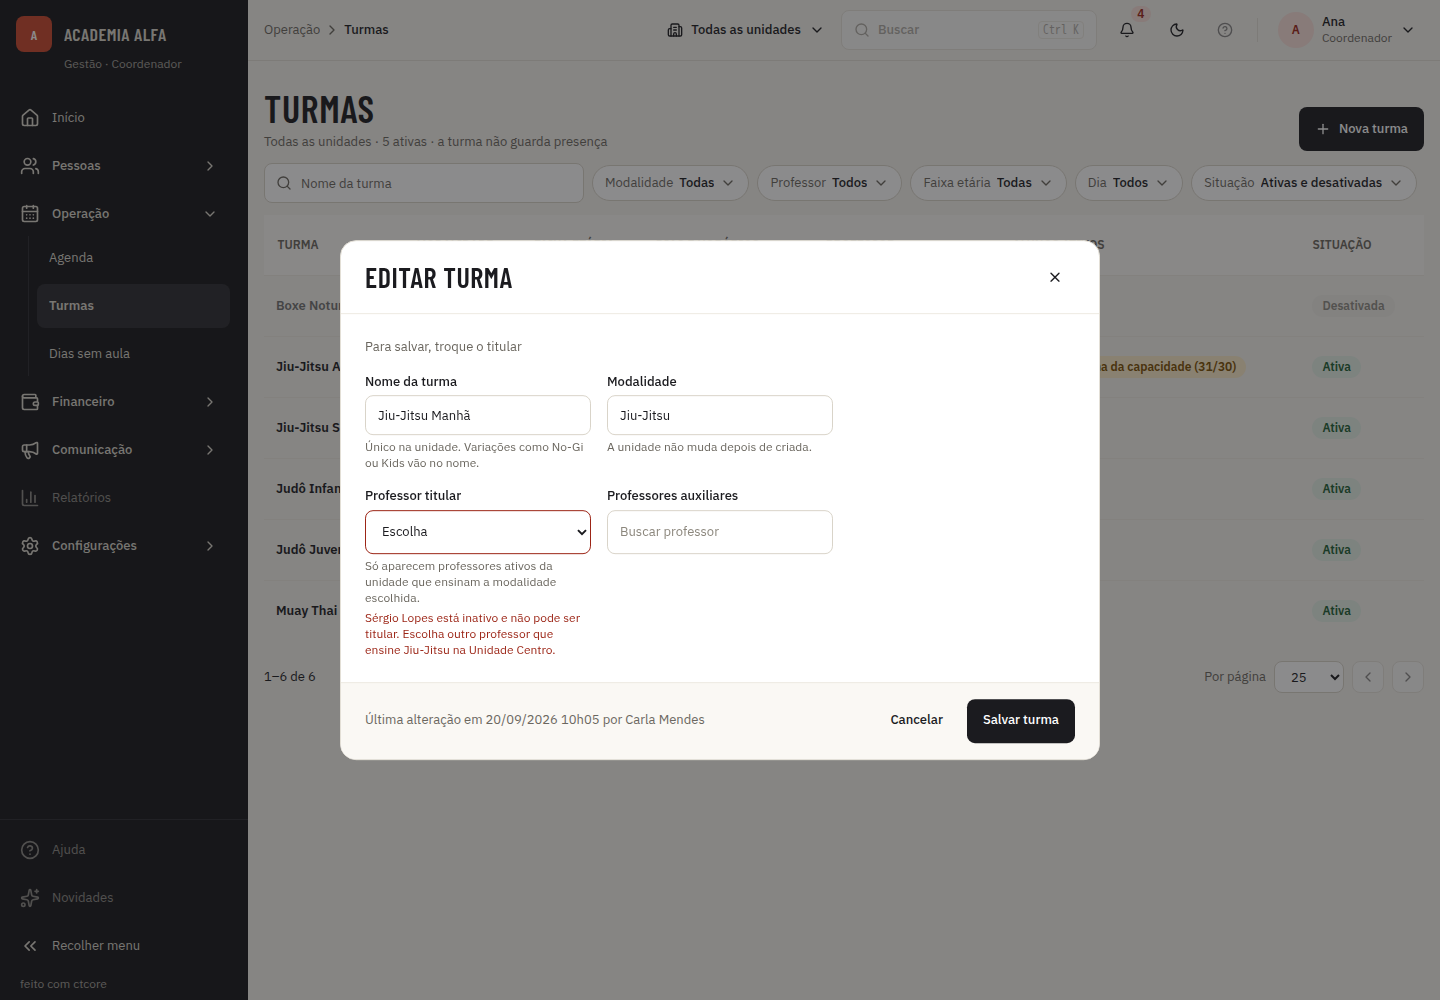 A ACADEMIA ALFA
Gestão · Coordenador
Início
Pessoas
Operação
Agenda
Turmas
Dias sem aula
Financeiro
Comunicação
Relatórios
Configurações
Ajuda
Novidades
Recolher menu
feito com ctcore
Operação Turmas
Todas as unidades
Buscar Ctrl K
4
A Ana
Coordenador
TURMAS
Todas as unidades · 5 ativas · a turma não guarda presença
Nova turma
Nome da turma
Modalidade Todas
Professor Todos
Faixa etária Todas
Dia Todos
Situação Ativas e desativadas
TURMA SITUAÇÃO
Boxe Desativada
Jiu-Jitsu da capacidade (31/30) Ativa
Jiu-Jitsu Ativa
Judô Ativa
Judô Ativa
Muay Thai Ativa
1–6 de 6
Por página 25
EDITAR TURMA
Para salvar, troque o titular
Nome da turma
Jiu-Jitsu Manhã
Único na unidade. Variações como No-Gi
ou Kids vão no nome.
Modalidade
Jiu-Jitsu
A unidade não muda depois de criada.
Professor titular
Escolha
Só aparecem professores ativos da
unidade que ensinam a modalidade
escolhida.
Sérgio Lopes está inativo e não pode ser
titular. Escolha outro professor que
ensine Jiu-Jitsu na Unidade Centro.
Professores auxiliares
Buscar professor
Última alteração em 20/09/2026 10h05 por Carla Mendes
Cancelar
Salvar turma